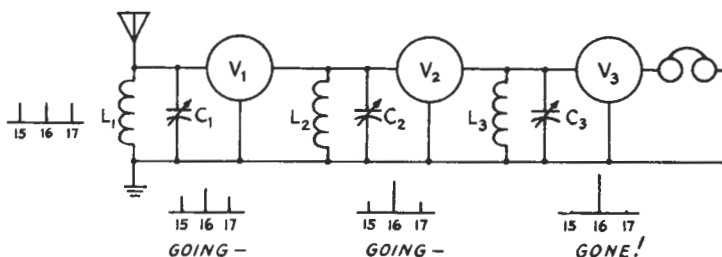 V1 V2 V3
L1 C1 L2 C2 L3 C3
15 16 17
15 16 17 15 16 17 15 16 17
GOING– GOING– GONE!